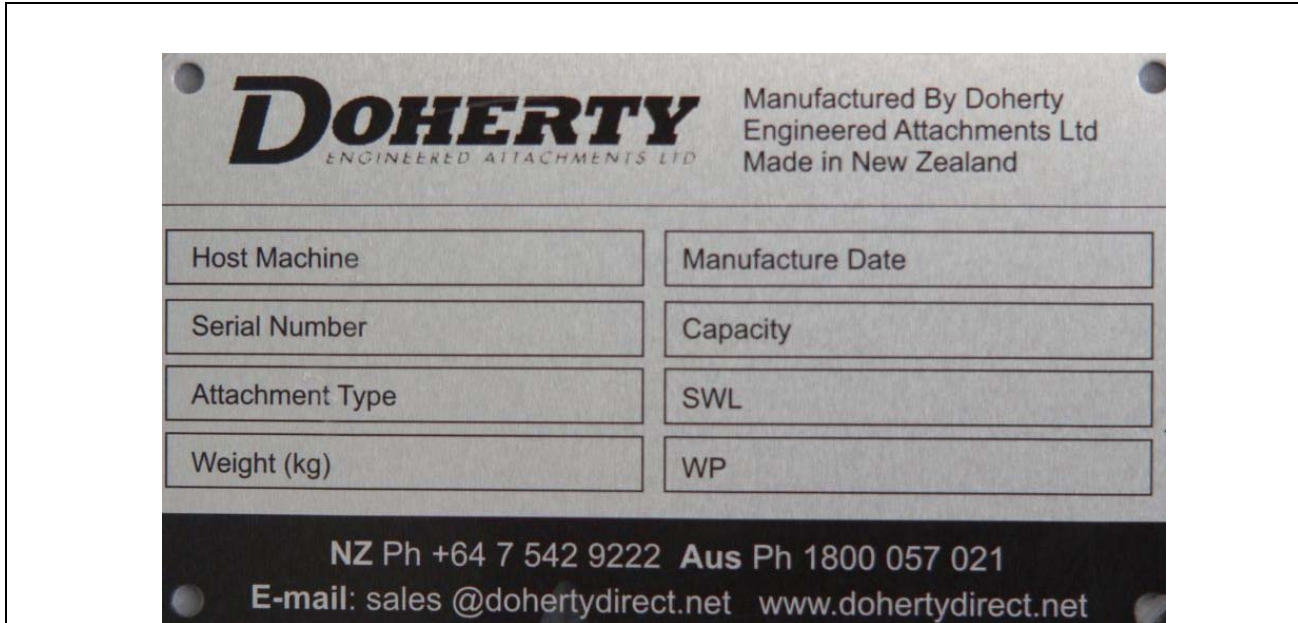 DOHERTY
ENGINEERED ATTACHMENTS LTD
Manufactured By Doherty
Engineered Attachments Ltd
Made in New Zealand
Host Machine
Manufacture Date
Serial Number
Capacity
Attachment Type
SWL
Weight (kg)
WP
NZ Ph +64 7 542 9222 Aus Ph 1800 057 021
E-mail: sales @dohertydirect.net www.dohertydirect.net